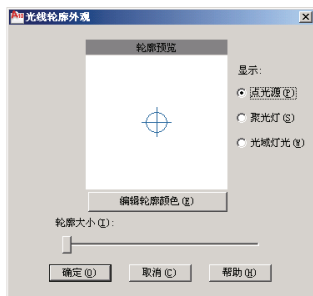 光线轮廓外观
轮廓预览
显示:
点光源(P)
聚光灯(S)
光域灯光(W)
编辑轮廓颜色(E)
轮廓大小(I):
确定(O)
取消(C)
帮助(H)